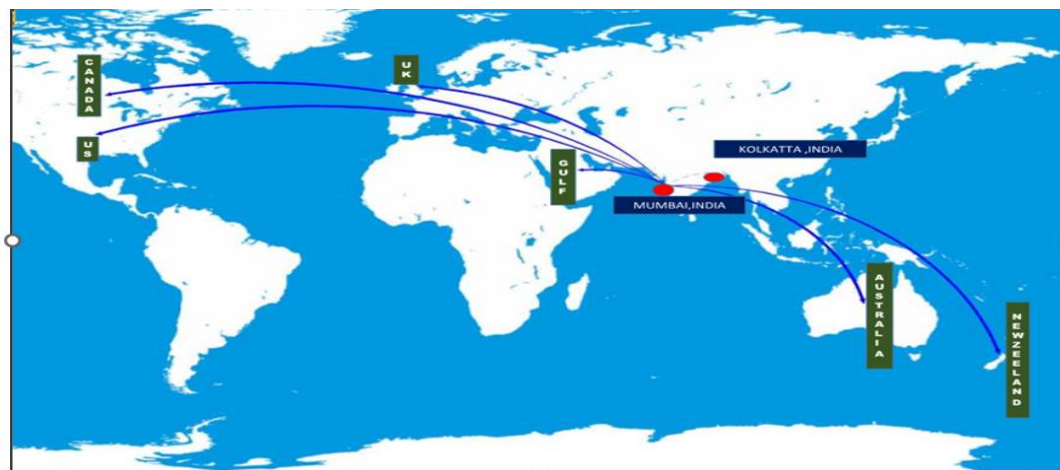 CANADA
UK
US
GULF
KOLKATTA ,INDIA
MUMBAI,INDIA
AUSTRALIA
NEWZEELAND